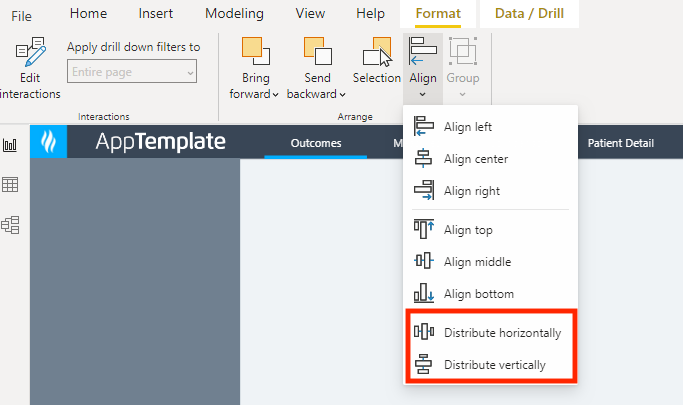 File Home Insert Modeling View Help Format Data / Drill
Edit interactions
Apply drill down filters to
Entire page
Interactions
Bring forward
Send backward
Selection
Align
Group
Arrange
AppTemplate Outcomes M Patient Detail
Align left
Align center
Align right
Align top
Align middle
Align bottom
Distribute horizontally
Distribute vertically